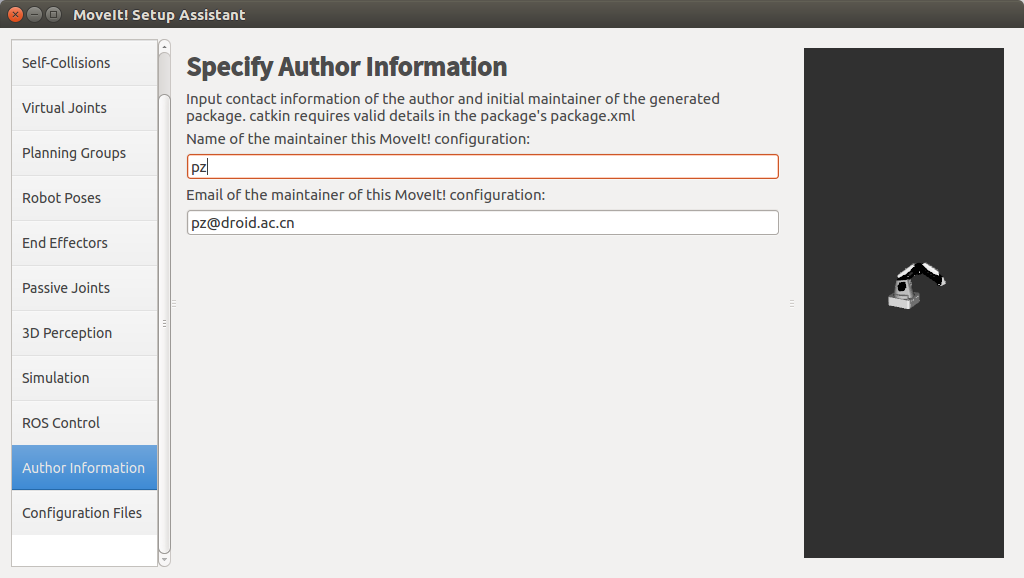 MoveIt! Setup Assistant
Self-Collisions
Virtual Joints
Planning Groups
Robot Poses
End Effectors
Passive Joints
3D Perception
Simulation
ROS Control
Author Information
Configuration Files
Specify Author Information
Input contact information of the author and initial maintainer of the generated
package. catkin requires valid details in the package's package.xml
Name of the maintainer this MoveIt! configuration:
pz
Email of the maintainer of this MoveIt! configuration:
pz@droid.ac.cn